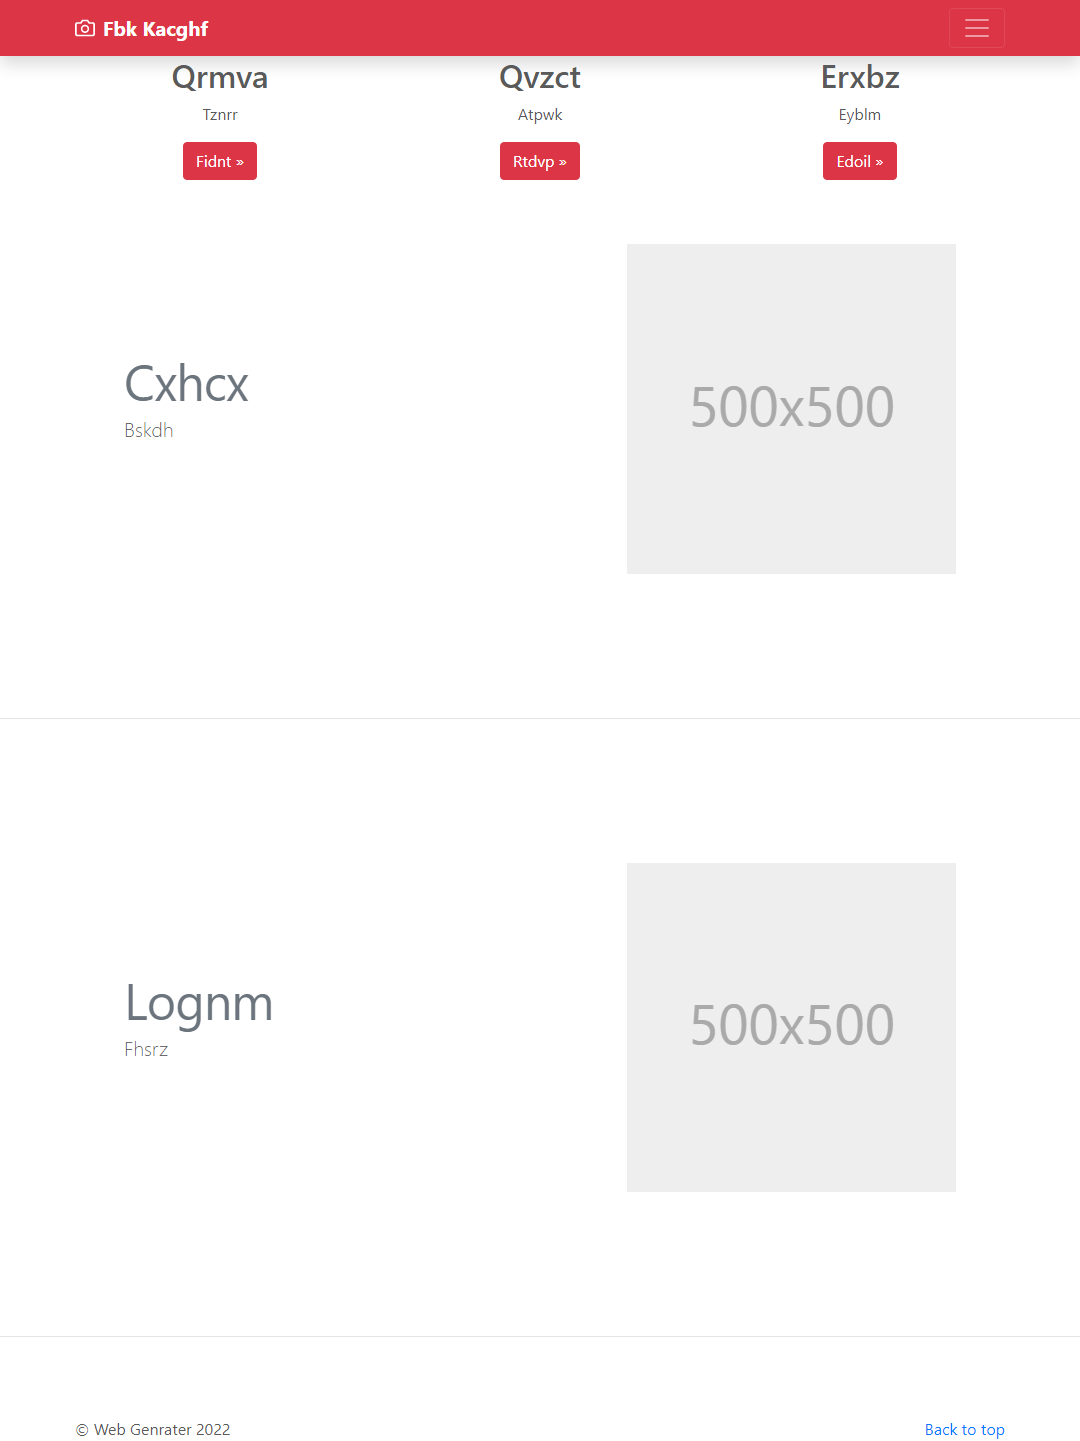 Fbk Kacghf
Qrmva
Tznrr
Fidnt »
Qvzct
Atpwk
Rtdvp »
Erxbz
Eyblm
Edoil »
Cxhcx
Bskdh
500x500
Lognm
Fhsrz
500x500
© Web Genrater 2022
Back to top